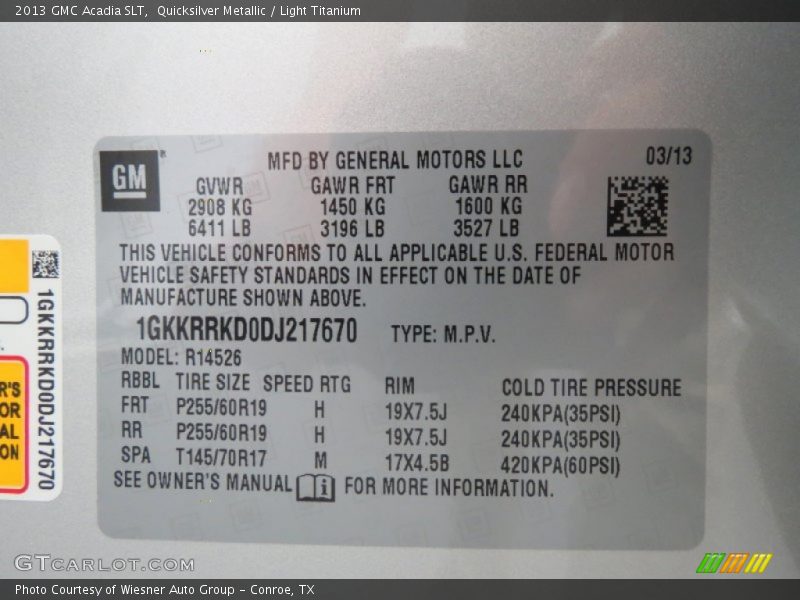 2013 GMC Acadia SLT,  Quicksilver Metallic / Light Titanium
GM
MFD BY GENERAL MOTORS LLC 03/13
GVWR GAWR FRT GAWR RR
2908 KG 1450 KG 1600 KG
6411 LB 3196 LB 3527 LB
THIS VEHICLE CONFORMS TO ALL APPLICABLE U.S. FEDERAL MOTOR
VEHICLE SAFETY STANDARDS IN EFFECT ON THE DATE OF
MANUFACTURE SHOWN ABOVE.
1GKKRRKD0DJ217670 TYPE: M.P.V.
MODEL: R14526
RBBL TIRE SIZE SPEED RTG RIM COLD TIRE PRESSURE
FRT P255/60R19 H 19X7.5J 240KPA(35PSI)
RR P255/60R19 H 19X7.5J 240KPA(35PSI)
SPA T145/70R17 M 17X4.5B 420KPA(60PSI)
SEE OWNER'S MANUAL i FOR MORE INFORMATION.
1GKKRRKD0DJ217670
R'S
OR
AL
ON
GTCARLOT.COM
Photo Courtesy of Wiesner Auto Group – Conroe, TX